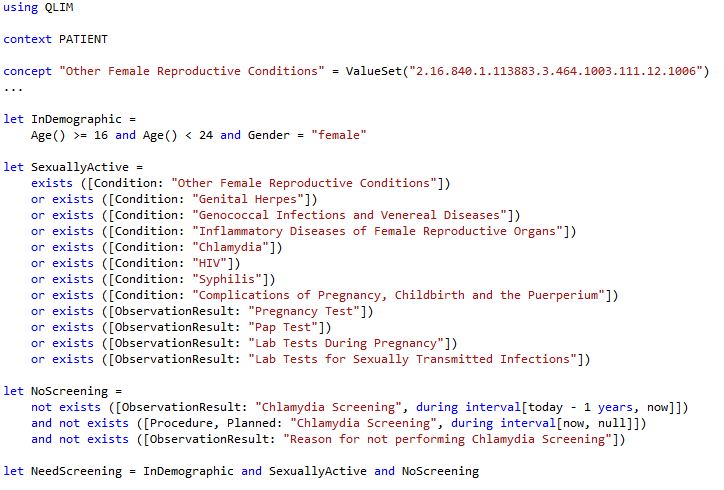 using QLIM
context PATIENT
concept "Other Female Reproductive Conditions" = ValueSet("2.16.840.1.113883.3.464.1003.111.12.1006")
...
let InDemographic =
    Age() >= 16 and Age() < 24 and Gender = "female"
let SexuallyActive =
    exists ([Condition: "Other Female Reproductive Conditions"])
    or exists ([Condition: "Genital Herpes"])
    or exists ([Condition: "Genococcal Infections and Venereal Diseases"])
    or exists ([Condition: "Inflammatory Diseases of Female Reproductive Organs"])
    or exists ([Condition: "Chlamydia"])
    or exists ([Condition: "HIV"])
    or exists ([Condition: "Syphilis"])
    or exists ([Condition: "Complications of Pregnancy, Childbirth and the Puerperium"])
    or exists ([ObservationResult: "Pregnancy Test"])
    or exists ([ObservationResult: "Pap Test"])
    or exists ([ObservationResult: "Lab Tests During Pregnancy"])
    or exists ([ObservationResult: "Lab Tests for Sexually Transmitted Infections"])
let NoScreening =
    not exists ([ObservationResult: "Chlamydia Screening", during interval[today - 1 years, now]])
    and not exists ([Procedure, Planned: "Chlamydia Screening", during interval[now, null]])
    and not exists ([ObservationResult: "Reason for not performing Chlamydia Screening"])
let NeedScreening = InDemographic and SexuallyActive and NoScreening